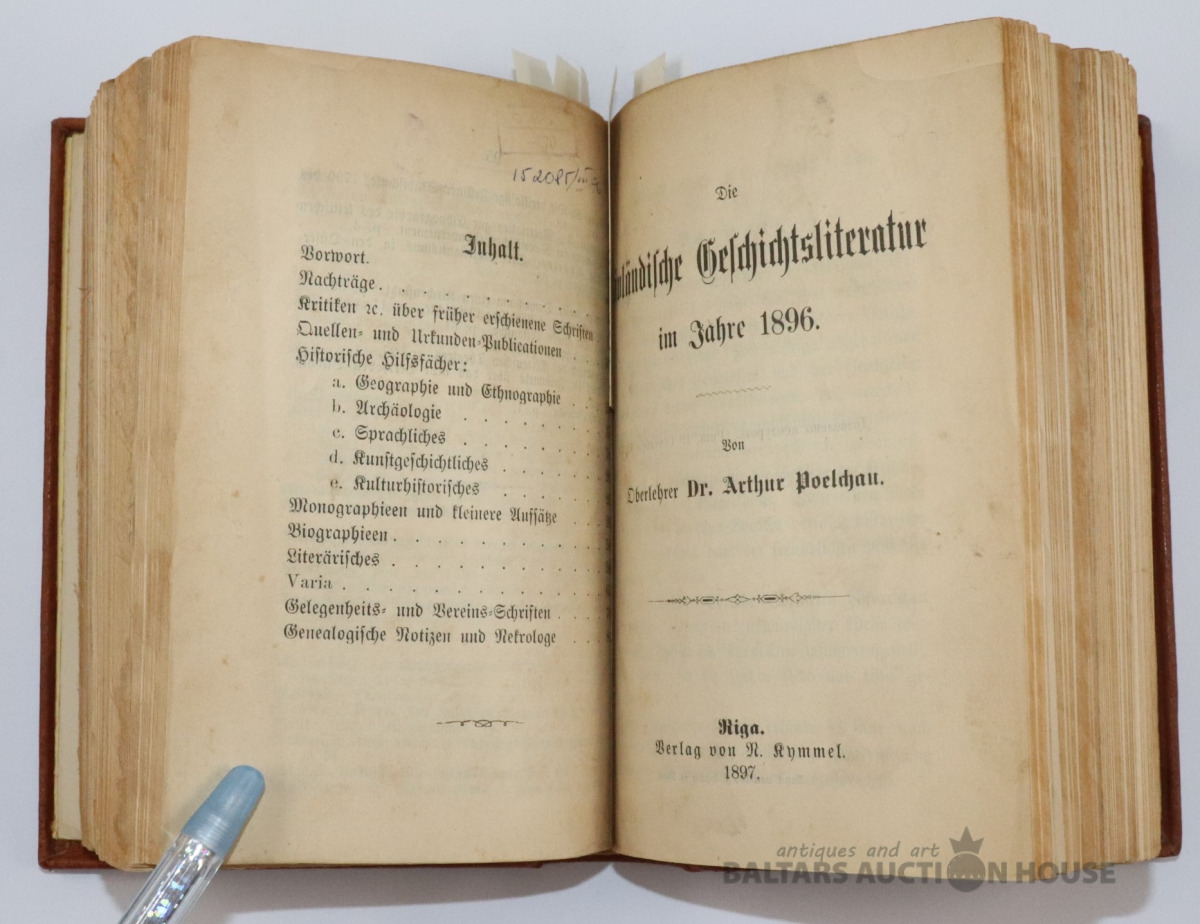 152085/III
Inhalt.
Vorwort.
Nachträge. . . . . . . . . .
Kritiken ꝛc. über früher erschienene Schriften
Quellen- und Urkunden-Publicationen . .
Historische Hilfsfächer:
a. Geographie und Ethnographie . .
b. Archäologie . . . . . .
c. Sprachliches . . . . . .
d. Kunstgeschichtliches . . . .
e. Kulturhistorisches . . . . .
Monographieen und kleinere Aufsätze . .
Biographieen . . . . . . . . .
Literärisches . . . . . . . . .
Varia . . . . . . . . . . .
Gelegenheits- und Vereins-Schriften . . .
Genealogische Notizen und Nekrologe . . .
Die
ländische Geschichtsliteratur
im Jahre 1896.
Von
Oberlehrer Dr. Arthur Poelchau.
Riga.
Verlag von N. Kymmel.
1897.
antiques and art
BALTARS AUCTION HOUSE